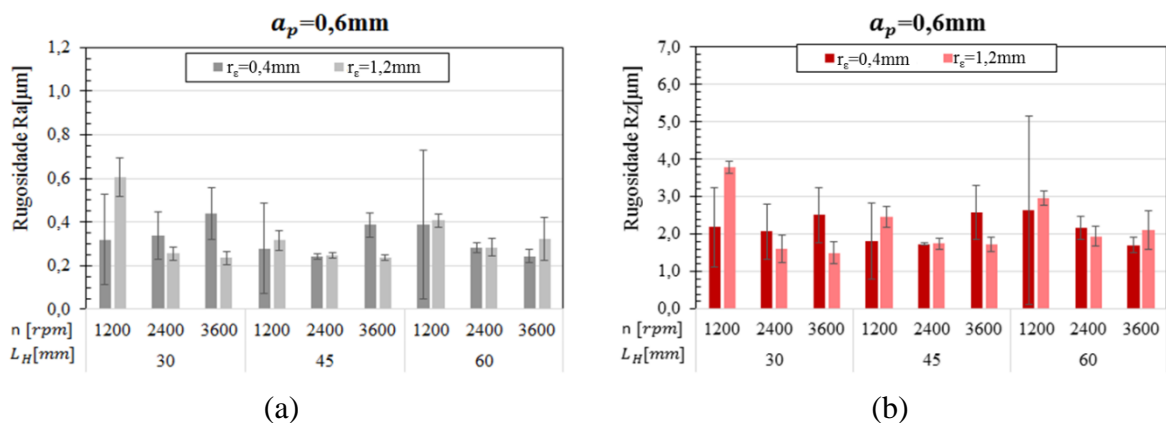 a_p=0,6mm
Rugosidade Ra[µm]
1,2
1,0
0,8
0,6
0,4
0,2
0,0
r_ε=0,4mm r_ε=1,2mm
n [rpm] 1200 2400 3600 1200 2400 3600 1200 2400 3600
L_H[mm] 30 45 60
(a)
a_p=0,6mm
Rugosidade Rz[µm]
7,0
6,0
5,0
4,0
3,0
2,0
1,0
0,0
r_ε=0,4mm r_ε=1,2mm
n [rpm] 1200 2400 3600 1200 2400 3600 1200 2400 3600
L_H[mm] 30 45 60
(b)